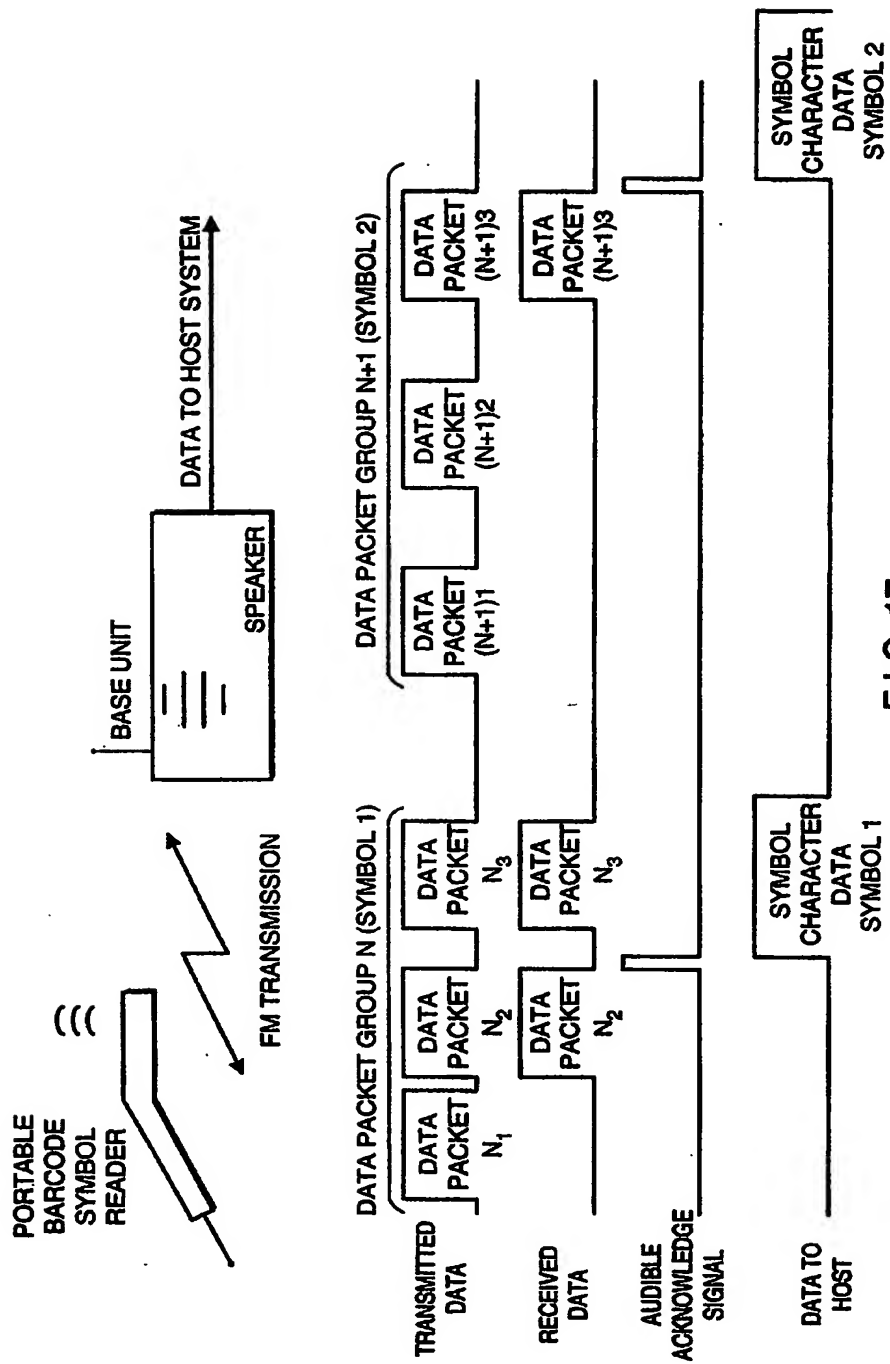 PORTABLE
BARCODE
SYMBOL
READER
FM TRANSMISSION
BASE UNIT
SPEAKER
DATA TO HOST SYSTEM
DATA PACKET GROUP N (SYMBOL 1)
DATA PACKET GROUP N+1 (SYMBOL 2)
TRANSMITTED
DATA
DATA
PACKET
N1
DATA
PACKET
N2
DATA
PACKET
N3
DATA
PACKET
(N+1)1
DATA
PACKET
(N+1)2
DATA
PACKET
(N+1)3
RECEIVED
DATA
DATA
PACKET
N2
DATA
PACKET
N3
DATA
PACKET
(N+1)3
AUDIBLE
ACKNOWLEDGE
SIGNAL
DATA TO
HOST
SYMBOL
CHARACTER
DATA
SYMBOL 1
SYMBOL
CHARACTER
DATA
SYMBOL 2
F I G.